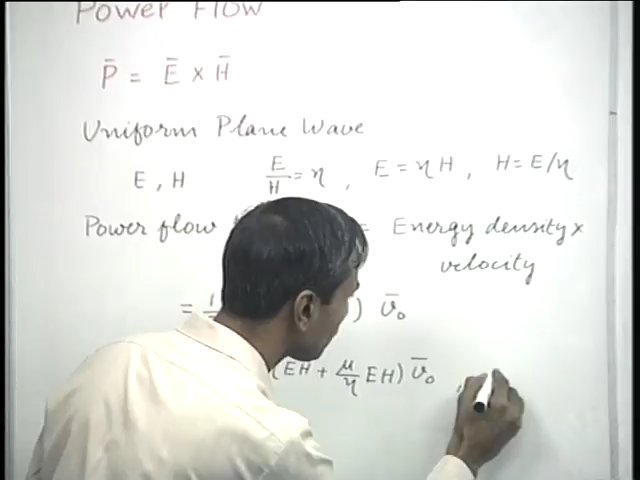 Power Flow
P̄ = Ē × H̄
Uniform Plane Wave
E, H E/H = η , E = ηH , H = E/η
Power flow = Energy density ×
velocity
= ) v̄₀
EH + μ/η EH) v̄₀ ,